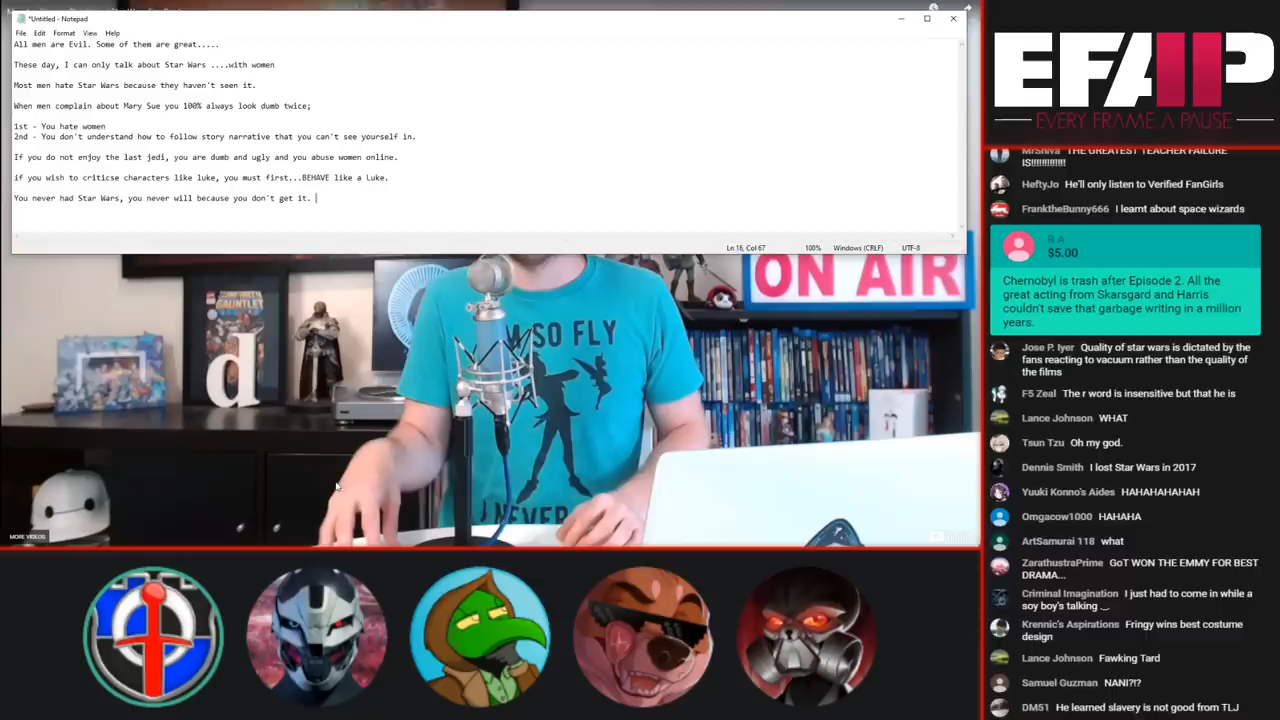 *Untitled - Notepad
File Edit Format View Help
All men are Evil. Some of them are great.....
These day, I can only talk about Star Wars ....with women
Most men hate Star Wars because they haven't seen it.
When men complain about Mary Sue you 100% always look dumb twice;
1st - You hate women
2nd - You don't understand how to follow story narrative that you can't see yourself in.
If you do not enjoy the last jedi, you are dumb and ugly and you abuse women online.
if you wish to criticse characters like luke, you must first...BEHAVE like a Luke.
You never had Star Wars, you never will because you don't get it.
Ln 16, Col 67 100% Windows (CRLF) UTF-8
ON AIR
GAUNTLET
d
I'M SO FLY
I NEVER
MORE VIDEOS
EFAP
EVERY FRAME A PAUSE
MrShiva THE GREATEST TEACHER FAILURE
IS!!!!!!!!!!!!!
HeftyJo He'll only listen to Verified FanGirls
FranktheBunny666 I learnt about space wizards
R.A
$5.00
Chernobyl is trash after Episode 2. All the
great acting from Skarsgard and Harris
couldn't save that garbage writing in a million
years.
Jose P. Iyer Quality of star wars is dictated by the
fans reacting to vacuum rather than the quality of
the films
F5 Zeal The r word is insensitive but that he is
Lance Johnson WHAT
Tsun Tzu Oh my god.
Dennis Smith I lost Star Wars in 2017
Yuuki Konno's Aides HAHAHAHAHAH
Omgacow1000 HAHAHA
ArtSamurai 118 what
ZarathustraPrime GoT WON THE EMMY FOR BEST
DRAMA...
Criminal Imagination I just had to come in while a
soy boy's talking ._.
Krennic's Aspirations Fringy wins best costume
design
Lance Johnson Fawking Tard
Samuel Guzman NANI?!?
DM51 He learned slavery is not good from TLJ